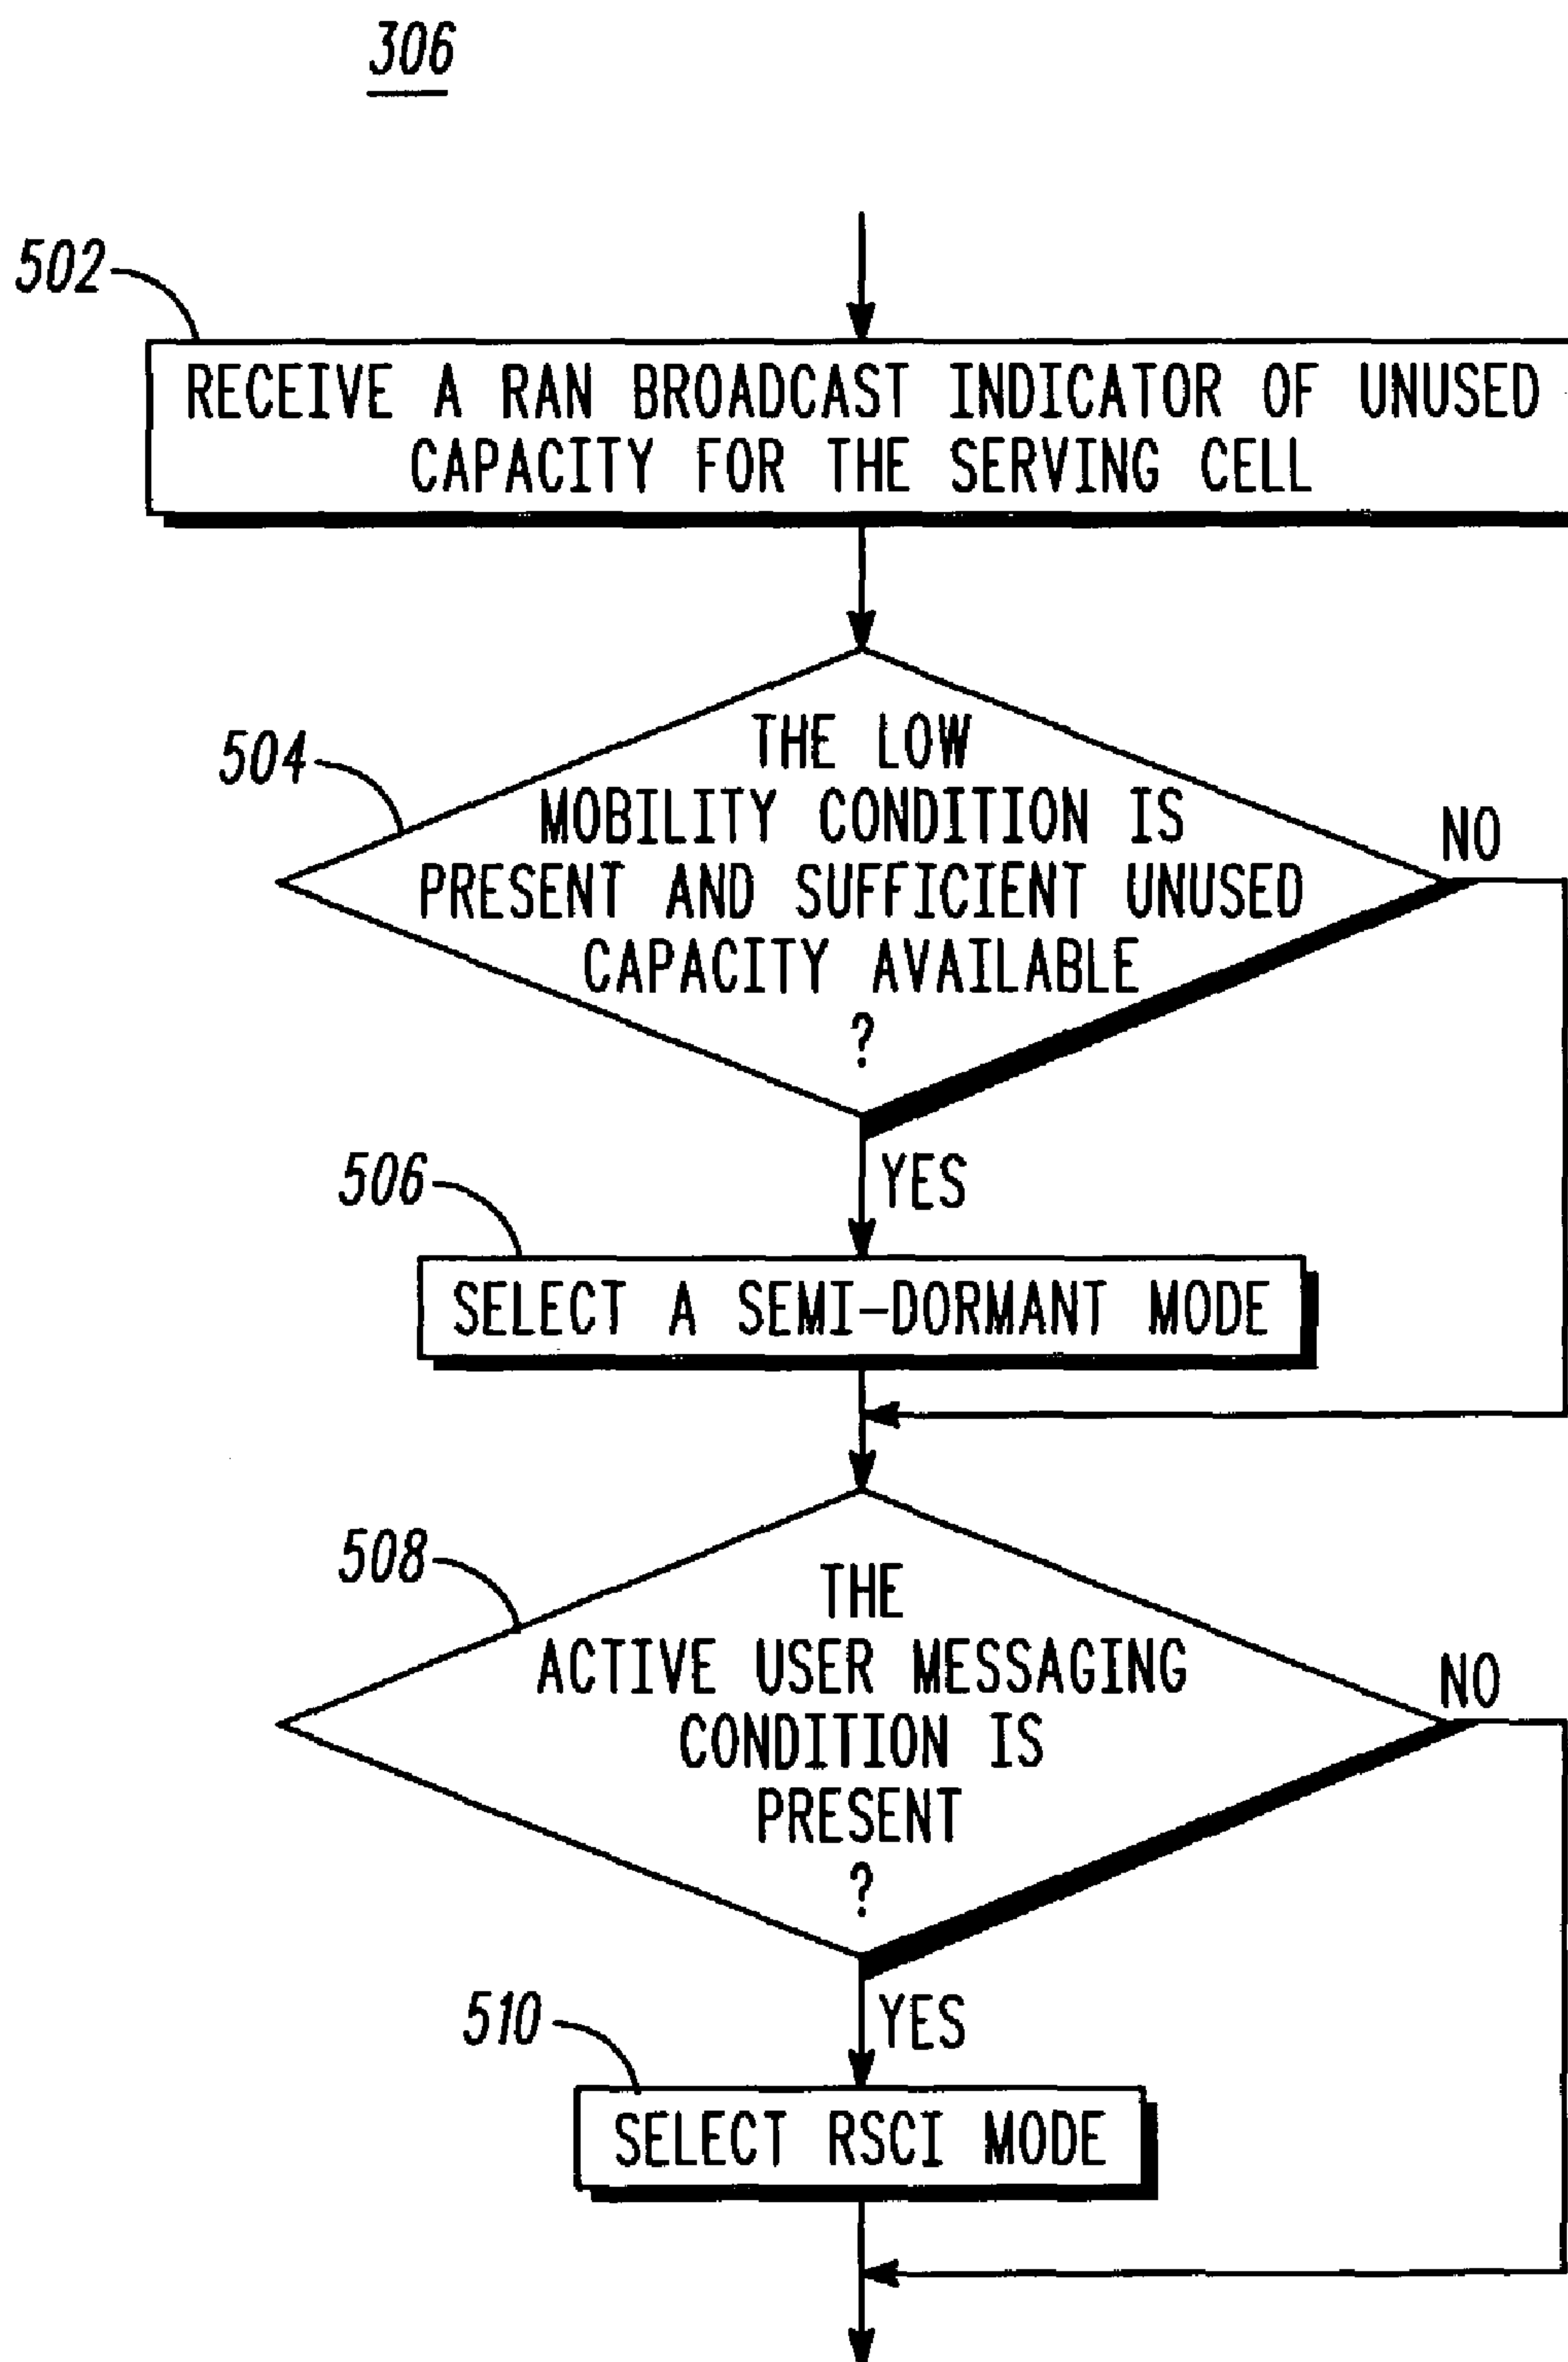 306
502
RECEIVE A RAN BROADCAST INDICATOR OF UNUSED
CAPACITY FOR THE SERVING CELL
504
THE LOW
MOBILITY CONDITION IS
PRESENT AND SUFFICIENT UNUSED
CAPACITY AVAILABLE
?
NO
YES
506
SELECT A SEMI-DORMANT MODE
508
THE
ACTIVE USER MESSAGING
CONDITION IS
PRESENT
?
NO
YES
510
SELECT RSCI MODE